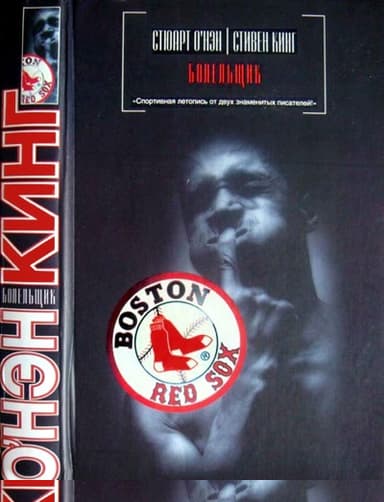 СТЮАРТ О'НЭН | СТИВЕН КИНГ
БОЛЕЛЬЩИК
«Спортивная летопись от двух знаменитых писателей!»
BOSTON
RED SOX
®
О'НЭН КИНГ
БОЛЕЛЬЩИК